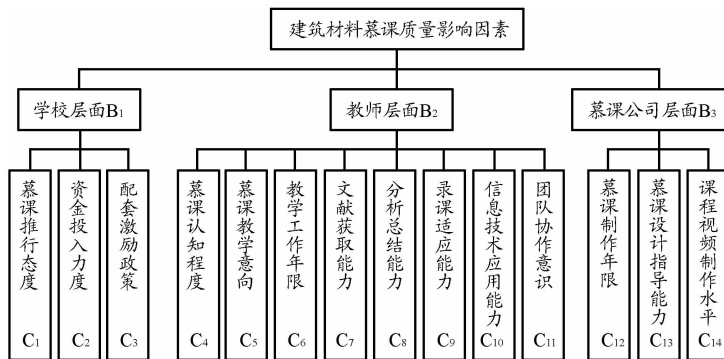 建筑材料慕课质量影响因素
学校层面B₁
教师层面B₂
慕课公司层面B₃
慕课推行态度 C₁
资金投入力度 C₂
配套激励政策 C₃
慕课认知程度 C₄
慕课教学意向 C₅
教学工作年限 C₆
文献获取能力 C₇
分析总结能力 C₈
录课适应能力 C₉
信息技术应用能力 C₁₀
团队协作意识 C₁₁
慕课制作年限 C₁₂
慕课设计指导能力 C₁₃
课程视频制作水平 C₁₄